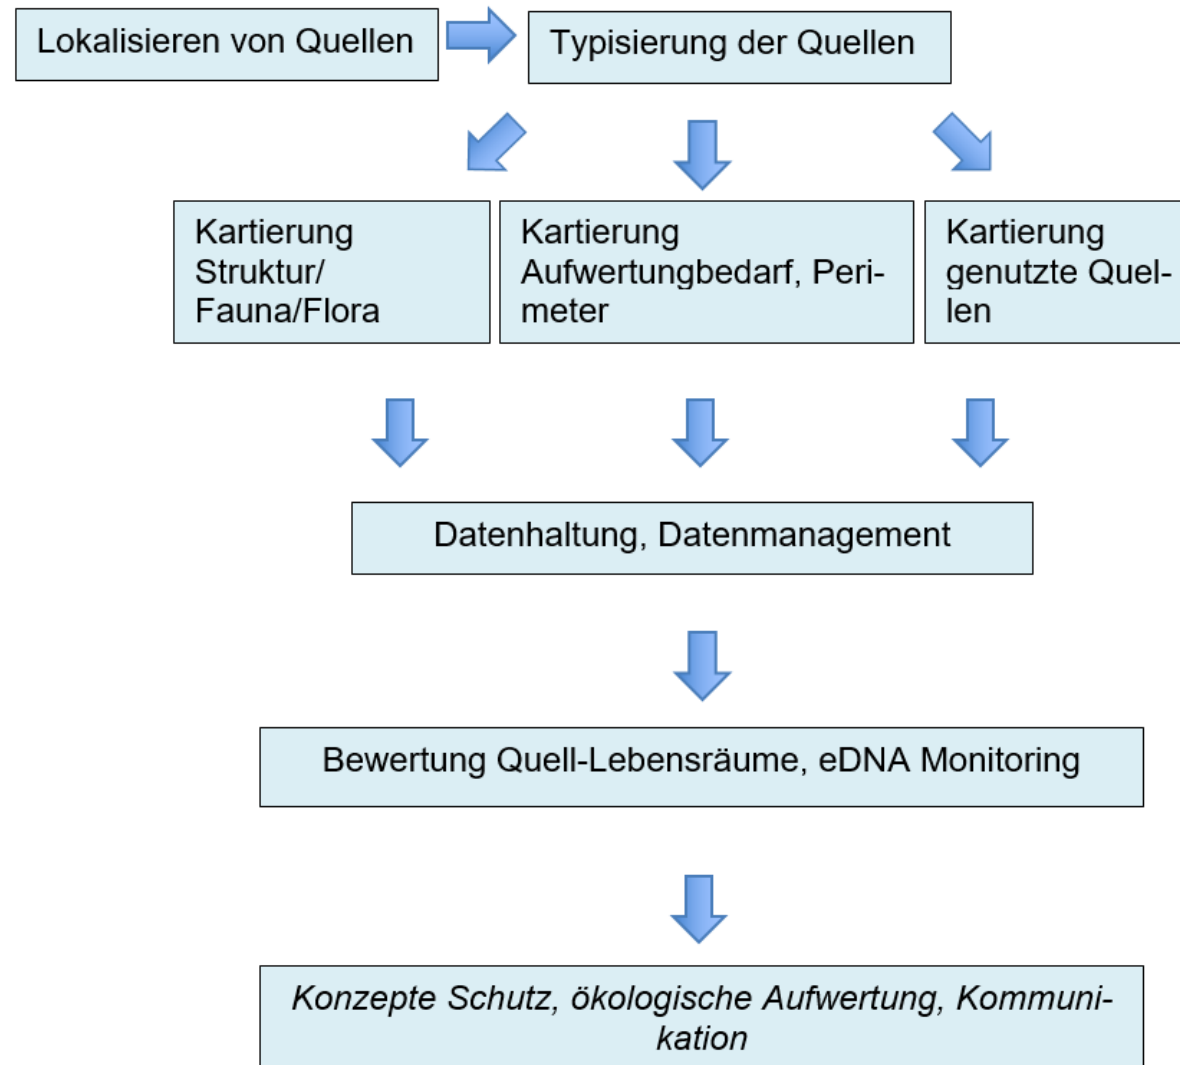 Lokalisieren von Quellen
Typisierung der Quellen
Kartierung
Struktur/
Fauna/Flora
Kartierung
Aufwertungbedarf, Peri-
meter
Kartierung
genutzte Quel-
len
Datenhaltung, Datenmanagement
Bewertung Quell-Lebensräume, eDNA Monitoring
Konzepte Schutz, ökologische Aufwertung, Kommuni-
kation